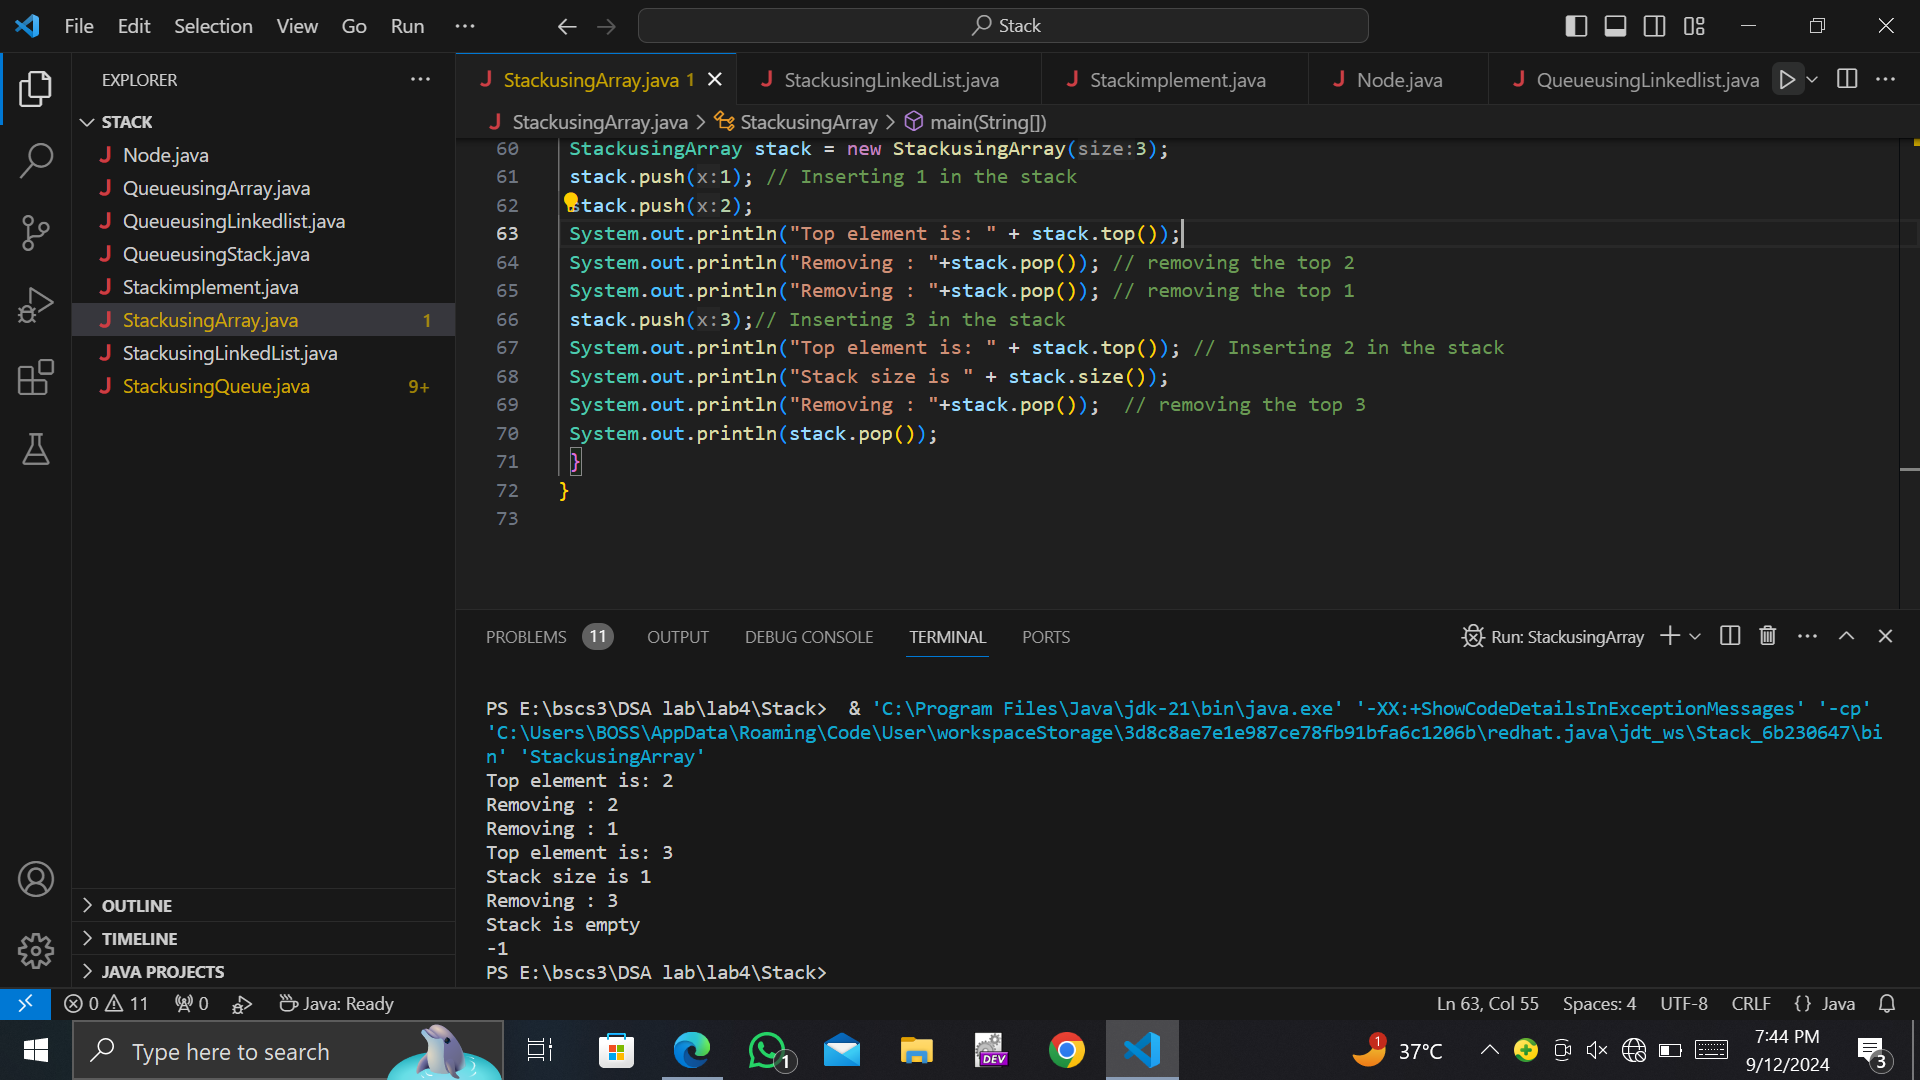 File Edit Selection View Go Run ···
Stack
EXPLORER
STACK
Node.java
QueueusingArray.java
QueueusingLinkedlist.java
QueueusingStack.java
Stackimplement.java
StackusingArray.java 1
StackusingLinkedList.java
StackusingQueue.java 9+
OUTLINE
TIMELINE
JAVA PROJECTS
StackusingArray.java 1 StackusingLinkedList.java Stackimplement.java Node.java QueueusingLinkedlist.java
StackusingArray.java > StackusingArray > main(String[])
60 StackusingArray stack = new StackusingArray(size:3);
61 stack.push(x:1); // Inserting 1 in the stack
62 stack.push(x:2);
63 System.out.println("Top element is: " + stack.top());
64 System.out.println("Removing : "+stack.pop()); // removing the top 2
65 System.out.println("Removing : "+stack.pop()); // removing the top 1
66 stack.push(x:3);// Inserting 3 in the stack
67 System.out.println("Top element is: " + stack.top()); // Inserting 2 in the stack
68 System.out.println("Stack size is " + stack.size());
69 System.out.println("Removing : "+stack.pop());  // removing the top 3
70 System.out.println(stack.pop());
71 }
72 }
73
PROBLEMS 11 OUTPUT DEBUG CONSOLE TERMINAL PORTS
Run: StackusingArray
PS E:\bscs3\DSA lab\lab4\Stack>  & 'C:\Program Files\Java\jdk-21\bin\java.exe' '-XX:+ShowCodeDetailsInExceptionMessages' '-cp'
'C:\Users\BOSS\AppData\Roaming\Code\User\workspaceStorage\3d8c8ae7e1e987ce78fb91bfa6c1206b\redhat.java\jdt_ws\Stack_6b230647\bi
n' 'StackusingArray'
Top element is: 2
Removing : 2
Removing : 1
Top element is: 3
Stack size is 1
Removing : 3
Stack is empty
-1
PS E:\bscs3\DSA lab\lab4\Stack>
0 11 0 Java: Ready
Ln 63, Col 55 Spaces: 4 UTF-8 CRLF {} Java
Type here to search
1
DEV
1 37°C
7:44 PM
9/12/2024
3